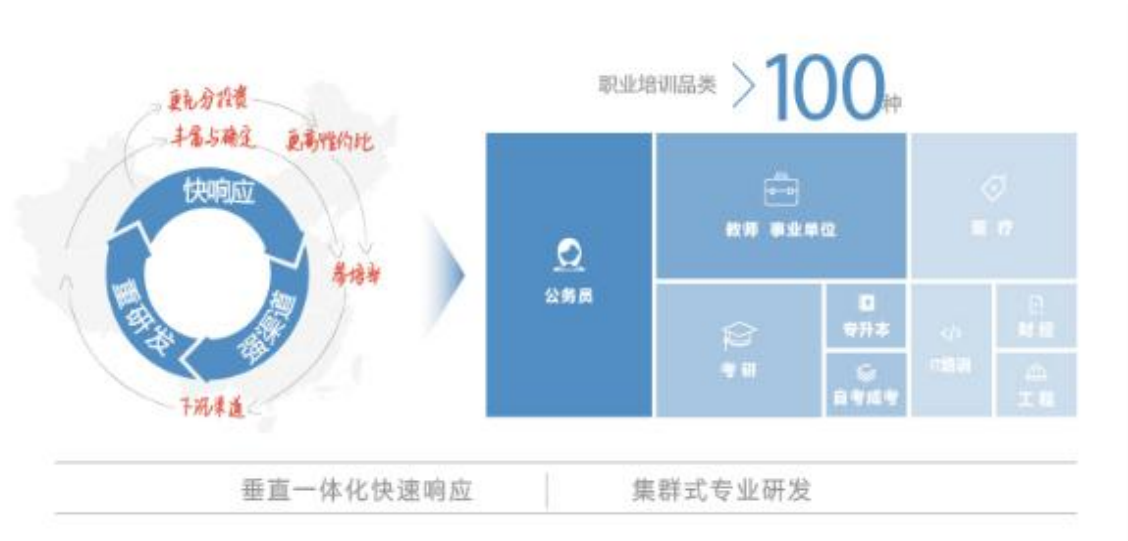 更充分投资
丰富与确定
更高性价比
快响应
重研发
强渠道
参培率
下沉渠道
职业培训品类
>100种
公务员
教师 事业单位
医疗
考研
专升本
自考成考
IT培训
财经
工程
垂直一体化快速响应
集群式专业研发